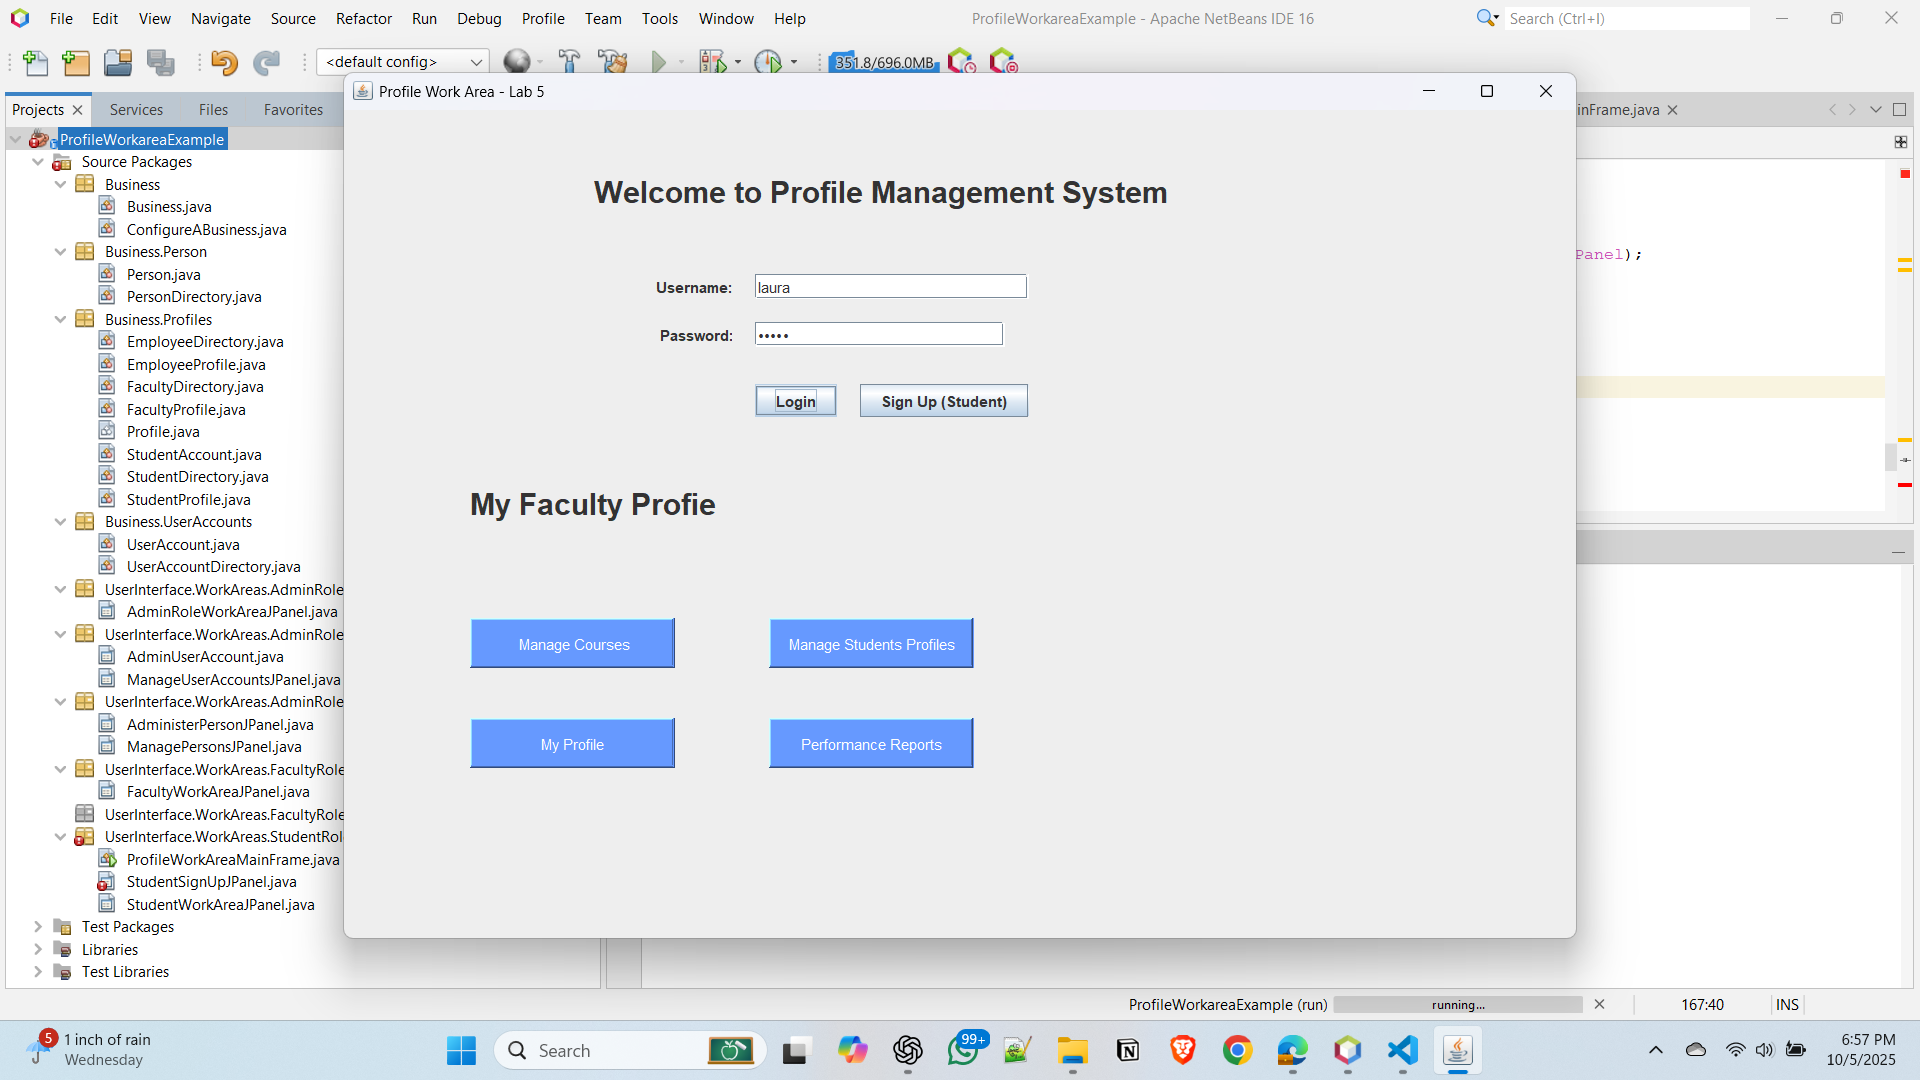 File Edit View Navigate Source Refactor Run Debug Profile Team Tools Window Help
ProfileWorkareaExample - Apache NetBeans IDE 16
Search (Ctrl+I)
<default config>
351.8/696.0MB
Projects Services Files Favorites
inFrame.java
ProfileWorkareaExample
Source Packages
Business
Business.java
ConfigureABusiness.java
Business.Person
Person.java
PersonDirectory.java
Business.Profiles
EmployeeDirectory.java
EmployeeProfile.java
FacultyDirectory.java
FacultyProfile.java
Profile.java
StudentAccount.java
StudentDirectory.java
StudentProfile.java
Business.UserAccounts
UserAccount.java
UserAccountDirectory.java
UserInterface.WorkAreas.AdminRole
AdminRoleWorkAreaJPanel.java
UserInterface.WorkAreas.AdminRole
AdminUserAccount.java
ManageUserAccountsJPanel.java
UserInterface.WorkAreas.AdminRole
AdministerPersonJPanel.java
ManagePersonsJPanel.java
UserInterface.WorkAreas.FacultyRole
FacultyWorkAreaJPanel.java
UserInterface.WorkAreas.FacultyRole
UserInterface.WorkAreas.StudentRol
ProfileWorkAreaMainFrame.java
StudentSignUpJPanel.java
StudentWorkAreaJPanel.java
Test Packages
Libraries
Test Libraries
Panel);
Profile Work Area - Lab 5
Welcome to Profile Management System
Username: laura
Password: •••••
Login Sign Up (Student)
My Faculty Profie
Manage Courses Manage Students Profiles
My Profile Performance Reports
ProfileWorkareaExample (run) running... 167:40 INS
5
1 inch of rain
Wednesday
Search
99+
6:57 PM
10/5/2025